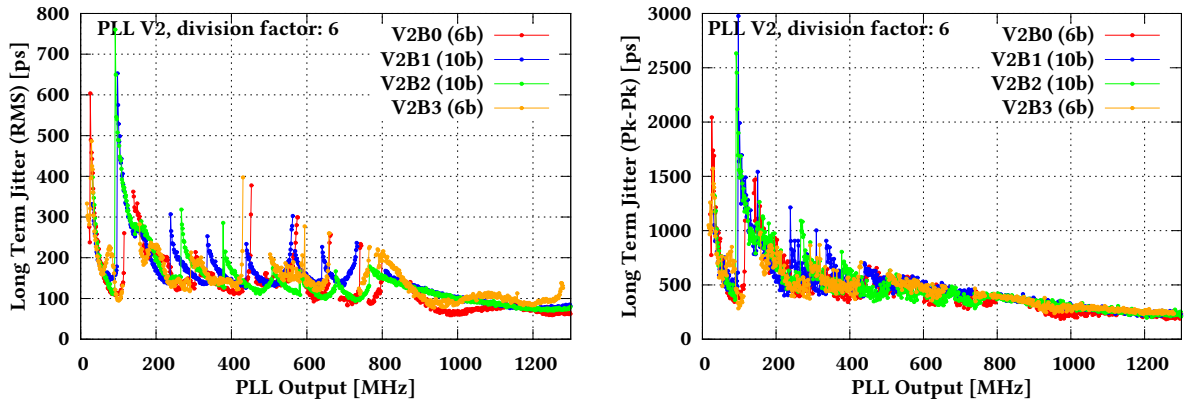 PLL V2, division factor: 6
V2B0 (6b)
V2B1 (10b)
V2B2 (10b)
V2B3 (6b)
Long Term Jitter (RMS) [ps]
800
700
600
500
400
300
200
100
0
0 200 400 600 800 1000 1200
PLL Output [MHz]
PLL V2, division factor: 6
V2B0 (6b)
V2B1 (10b)
V2B2 (10b)
V2B3 (6b)
Long Term Jitter (Pk-Pk) [ps]
3000
2500
2000
1500
1000
500
0
0 200 400 600 800 1000 1200
PLL Output [MHz]